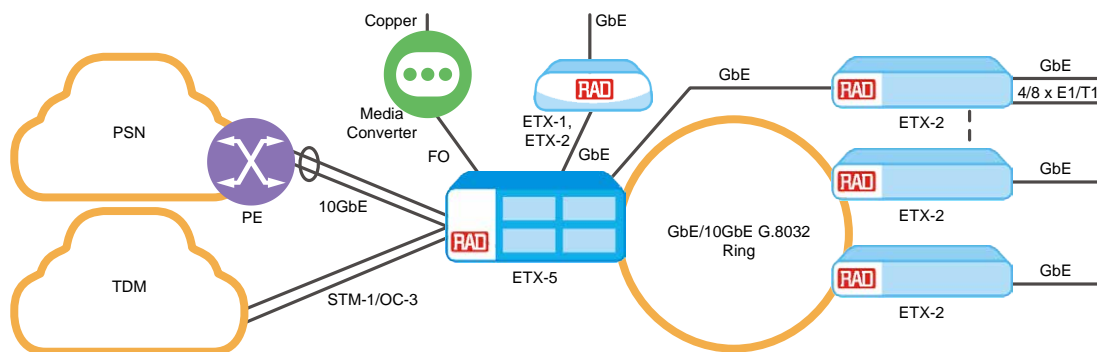 Copper
GbE
PSN
Media
Converter
FO
RAD
ETX-1,
ETX-2
GbE
GbE
RAD
GbE
4/8 x E1/T1
ETX-2
PE
10GbE
RAD
ETX-5
GbE/10GbE G.8032
Ring
RAD
GbE
ETX-2
TDM
STM-1/OC-3
RAD
GbE
ETX-2